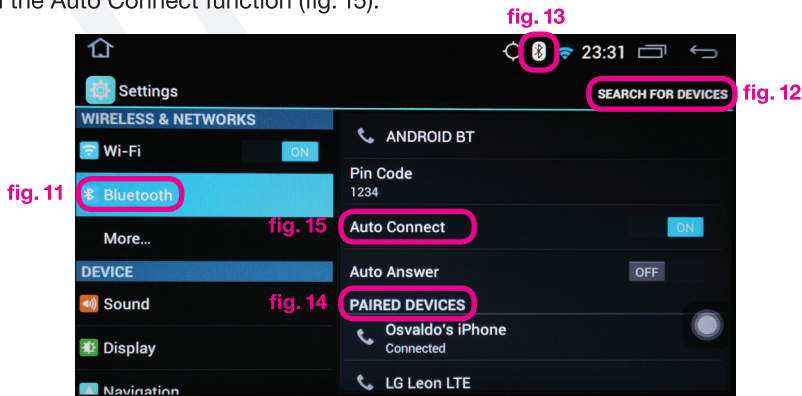 the Auto Connect function (fig. 15).
fig. 13
23:31
Settings
SEARCH FOR DEVICES
fig. 12
WIRELESS & NETWORKS
Wi-Fi
ON
fig. 11
Bluetooth
More...
DEVICE
Sound
Display
Navigation
ANDROID BT
Pin Code
1234
fig. 15
Auto Connect
ON
Auto Answer
OFF
fig. 14
PAIRED DEVICES
Osvaldo's iPhone
Connected
LG Leon LTE